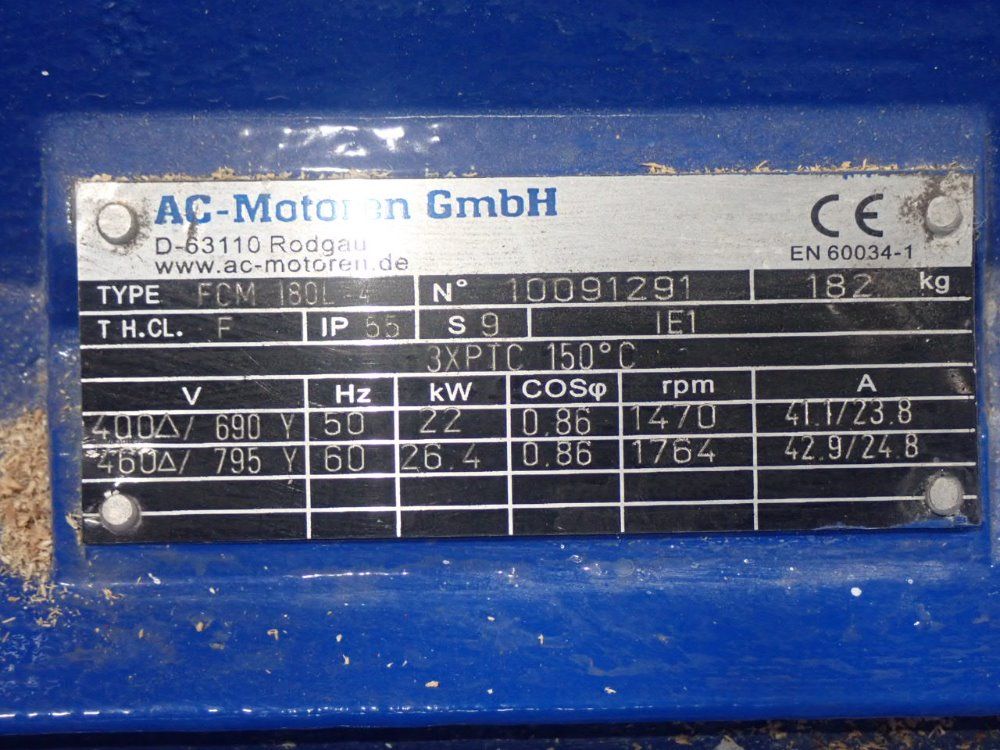 AC-Motoren GmbH
D-63110 Rodgau
www.ac-motoren.de
CE
EN 60034-1
TYPE FCM 180L-4 N° 10091291 182 kg
TH.CL. F IP 55 S 9 IE1
3XPTC 150°C
V Hz kW COSφ rpm A
400Δ/ 690 Y 50 22 0.86 1470 41.1/23.8
460Δ/ 795 Y 60 26.4 0.86 1764 42.9/24.8